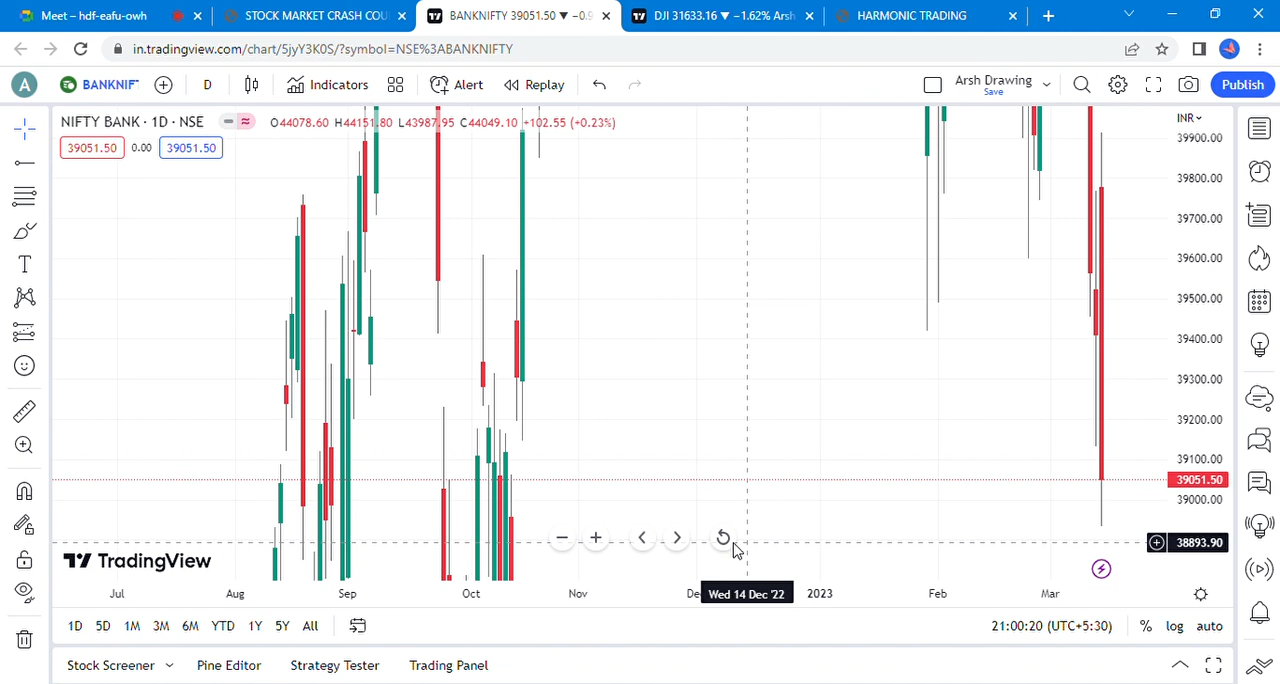 Meet – hdf-eafu-owh
STOCK MARKET CRASH COU
BANKNIFTY 39051.50 ▼ −0.9
DJI 31633.16 ▼ −1.62% Arsh
HARMONIC TRADING
in.tradingview.com/chart/5jyY3K0S/?symbol=NSE%3ABANKNIFTY
A
BANKNIF
D
Indicators
Alert
Replay
Arsh Drawing
Save
Publish
NIFTY BANK · 1D · NSE
O44078.60 H44151.80 L43987.95 C44049.10 +102.55 (+0.23%)
39051.50
0.00
39051.50
INR
39900.00
39800.00
39700.00
39600.00
39500.00
39400.00
39300.00
39200.00
39100.00
39051.50
39000.00
38893.90
TradingView
Jul
Aug
Sep
Oct
Nov
De
Wed 14 Dec '22
2023
Feb
Mar
1D 5D 1M 3M 6M YTD 1Y 5Y All
21:00:20 (UTC+5:30)
% log auto
Stock Screener
Pine Editor
Strategy Tester
Trading Panel